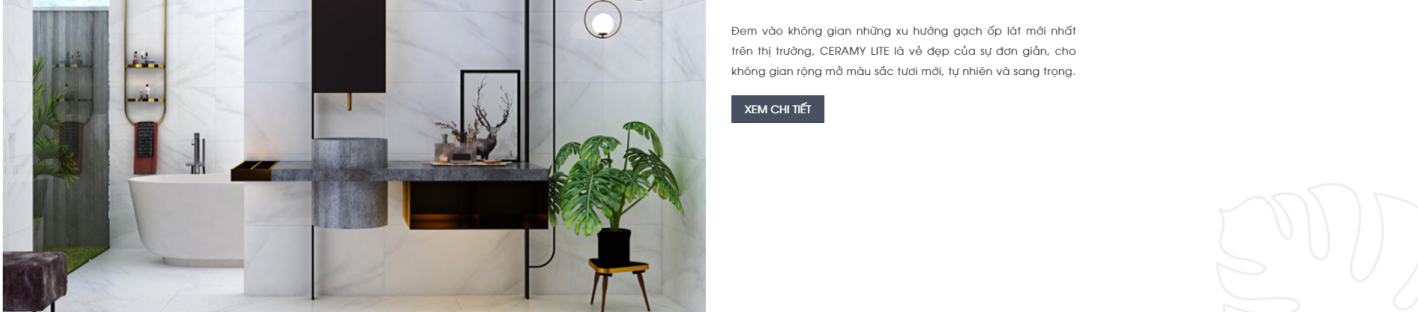 Đem vào không gian những xu hướng gạch ốp lát mới nhất
trên thị trường, CERAMY LITE là vẻ đẹp của sự đơn giản, cho
không gian rộng mở màu sắc tươi mới, tự nhiên và sang trọng.
XEM CHI TIẾT